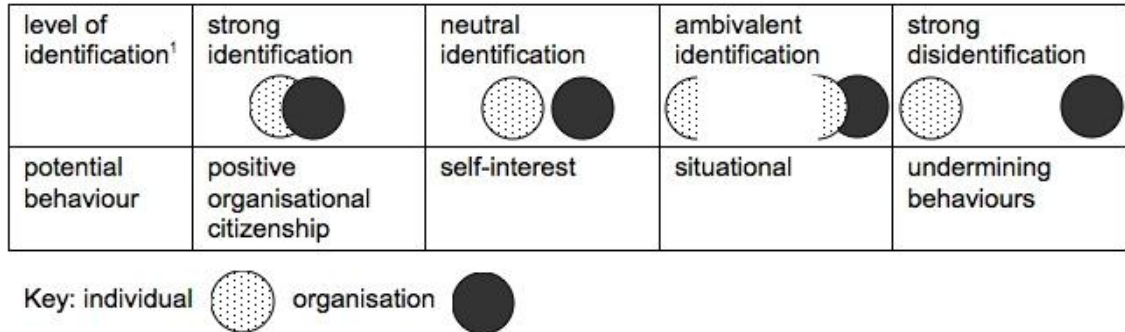 level of
identification¹
strong
identification
neutral
identification
ambivalent
identification
strong
disidentification
potential
behaviour
positive
organisational
citizenship
self-interest
situational
undermining
behaviours
Key: individual organisation